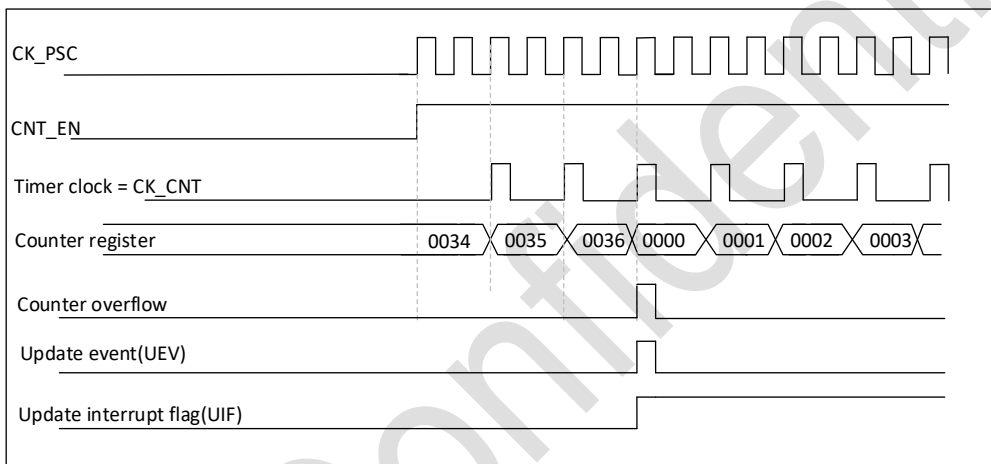 CK_PSC
CNT_EN
Timer clock = CK_CNT
Counter register 0034 0035 0036 0000 0001 0002 0003
Counter overflow
Update event(UEV)
Update interrupt flag(UIF)